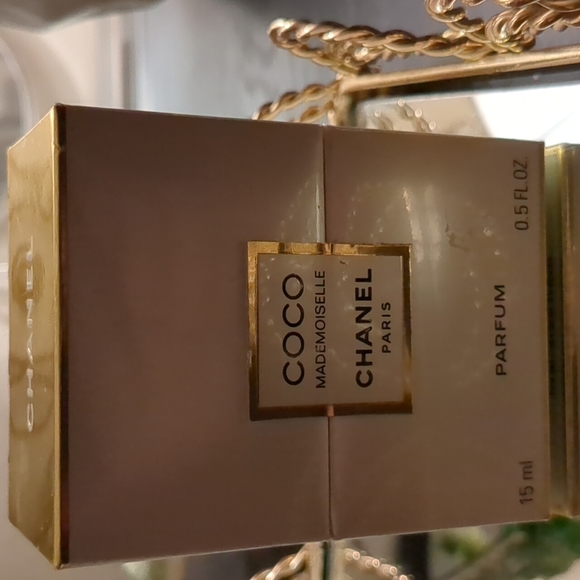 CHANEL
COCO
MADEMOISELLE
CHANEL
PARIS
PARFUM
15 ml 0.5 FL OZ